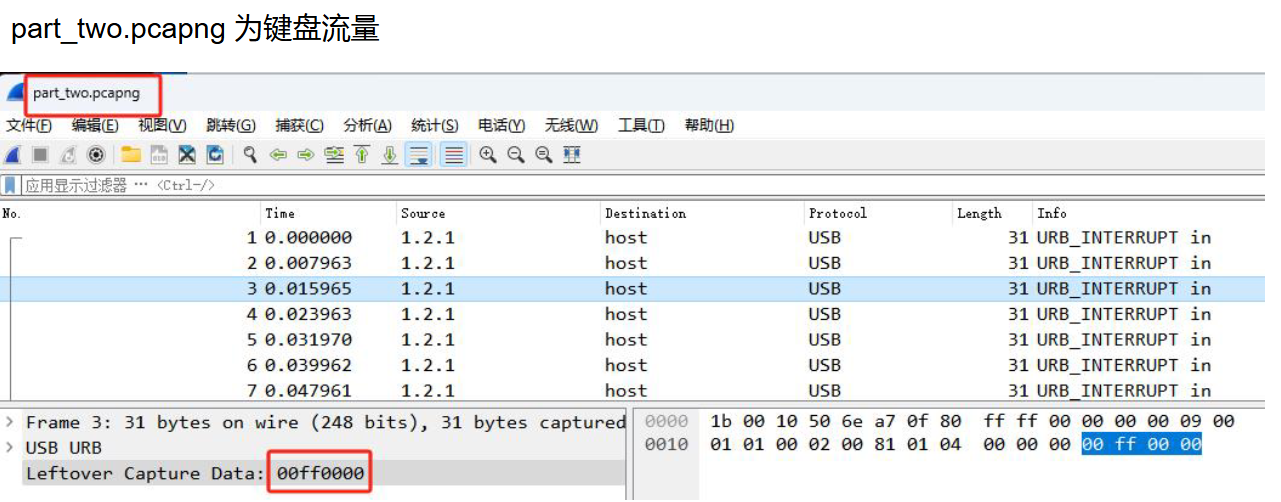 part_two.pcapng 为键盘流量
part_two.pcapng
文件(F) 编辑(E) 视图(V) 跳转(G) 捕获(C) 分析(A) 统计(S) 电话(Y) 无线(W) 工具(T) 帮助(H)
应用显示过滤器 … <Ctrl-/>
No. Time Source Destination Protocol Length Info
1 0.000000 1.2.1 host USB 31 URB_INTERRUPT in
2 0.007963 1.2.1 host USB 31 URB_INTERRUPT in
3 0.015965 1.2.1 host USB 31 URB_INTERRUPT in
4 0.023963 1.2.1 host USB 31 URB_INTERRUPT in
5 0.031970 1.2.1 host USB 31 URB_INTERRUPT in
6 0.039962 1.2.1 host USB 31 URB_INTERRUPT in
7 0.047961 1.2.1 host USB 31 URB_INTERRUPT in
Frame 3: 31 bytes on wire (248 bits), 31 bytes captured
USB URB
Leftover Capture Data: 00ff0000
0000 1b 00 10 50 6e a7 0f 80 ff ff 00 00 00 00 09 00
0010 01 01 00 02 00 81 01 04 00 00 00 00 ff 00 00